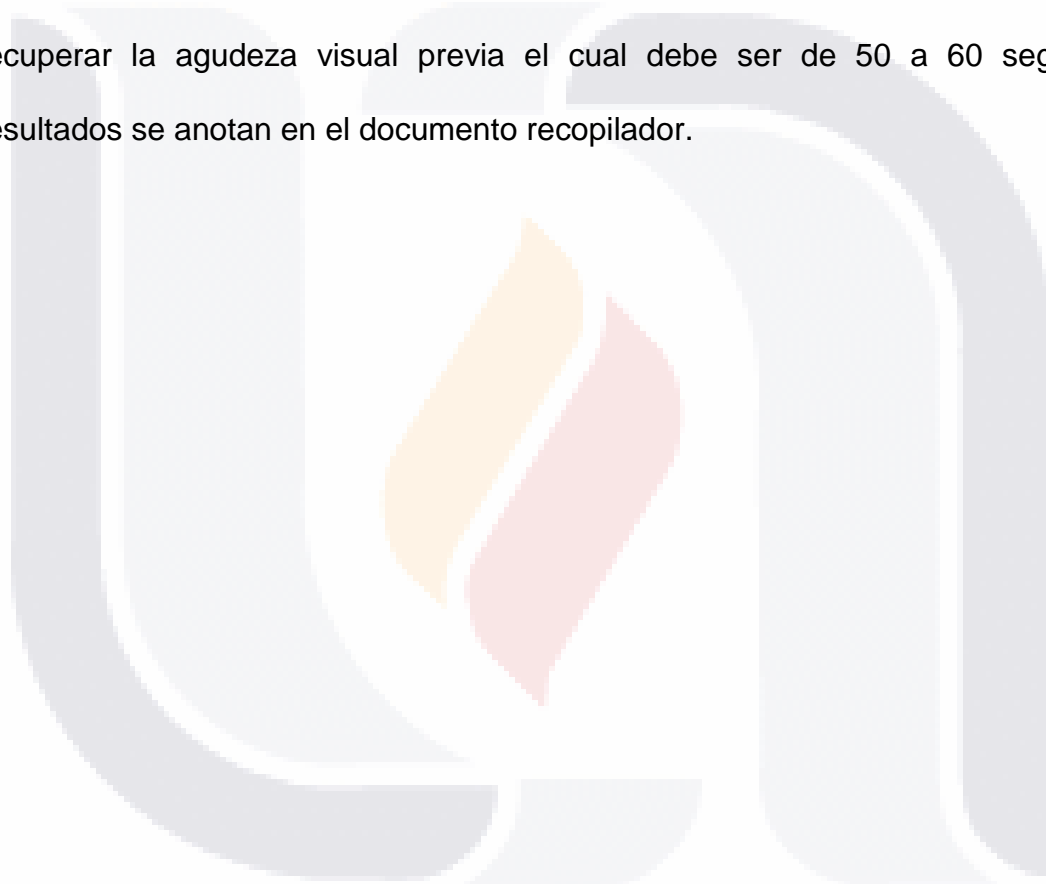 ecuperar la agudeza visual previa el cual debe ser de 50 a 60 seg
esultados se anotan en el documento recopilador.